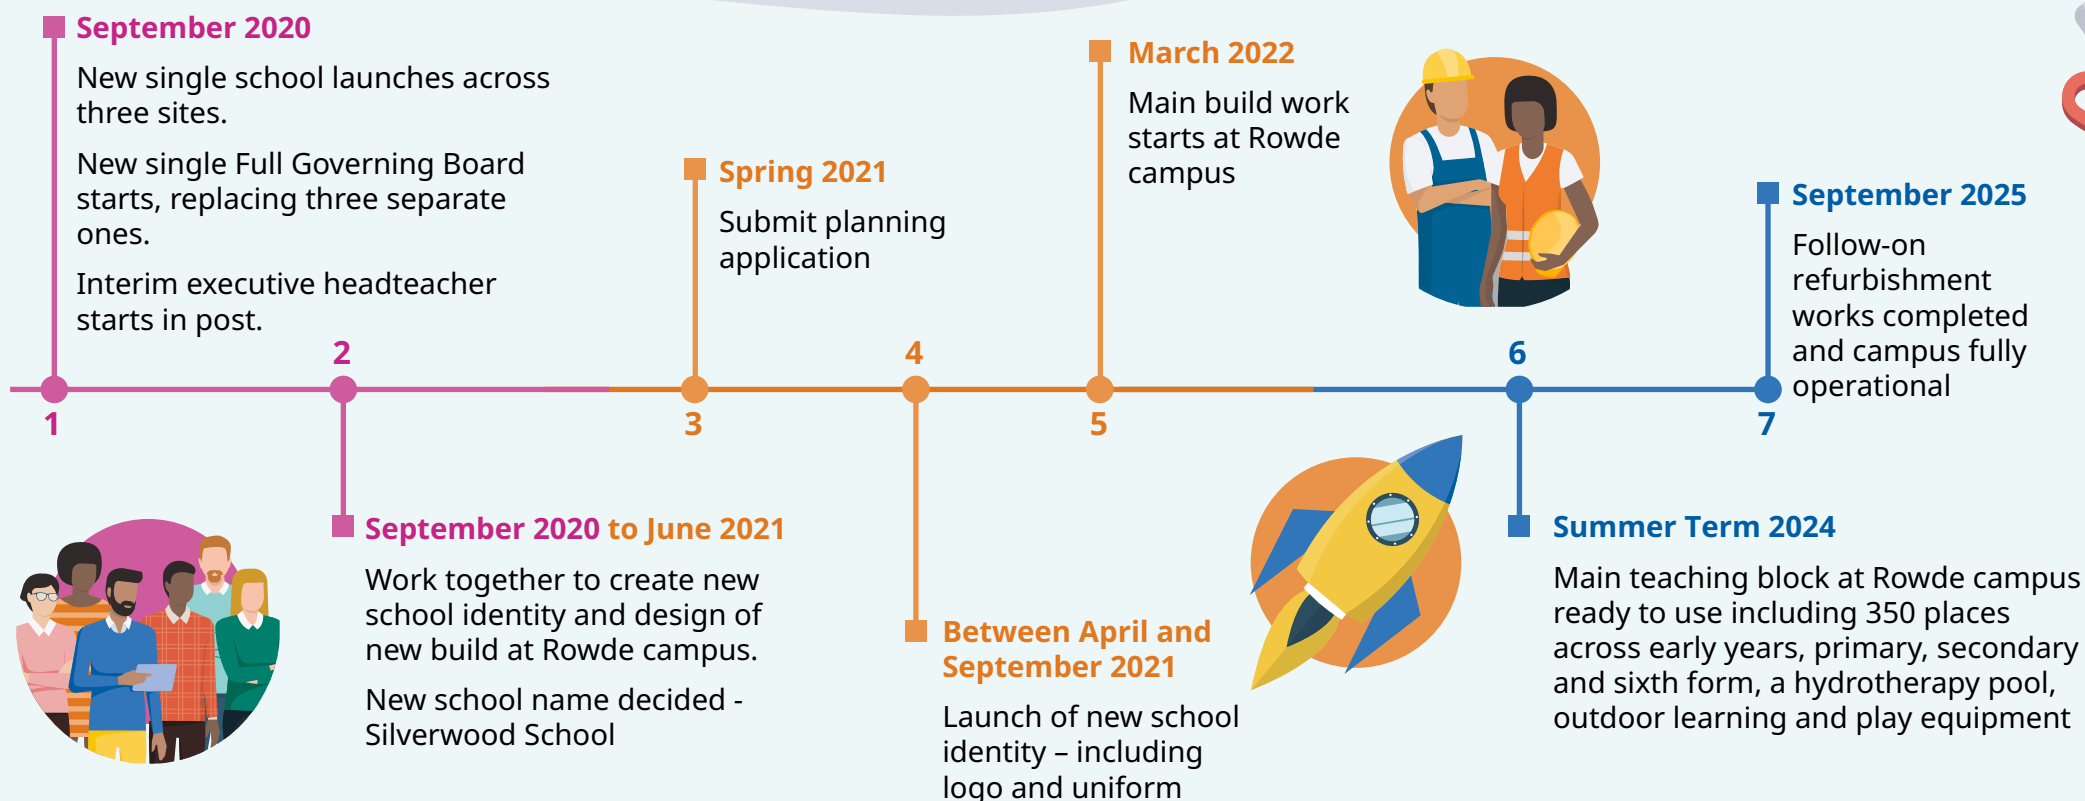 September 2020
New single school launches across
three sites.
New single Full Governing Board
starts, replacing three separate
ones.
Interim executive headteacher
starts in post.
1
2
September 2020 to June 2021
Work together to create new
school identity and design of
new build at Rowde campus.
New school name decided -
Silverwood School
Spring 2021
Submit planning
application
3
4
Between April and
September 2021
Launch of new school
identity – including
logo and uniform
March 2022
Main build work
starts at Rowde
campus
5
6
Summer Term 2024
Main teaching block at Rowde campus
ready to use including 350 places
across early years, primary, secondary
and sixth form, a hydrotherapy pool,
outdoor learning and play equipment
September 2025
Follow-on
refurbishment
works completed
and campus fully
operational
7